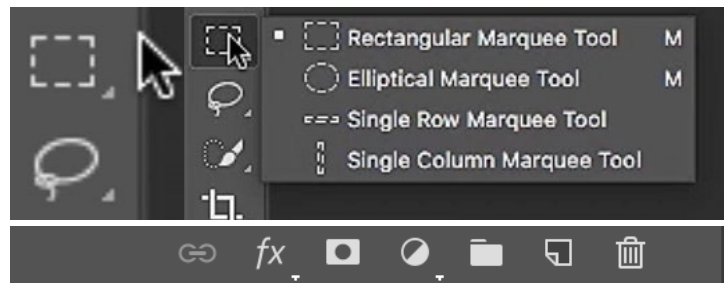 Rectangular Marquee Tool M
Elliptical Marquee Tool M
Single Row Marquee Tool
Single Column Marquee Tool
fx